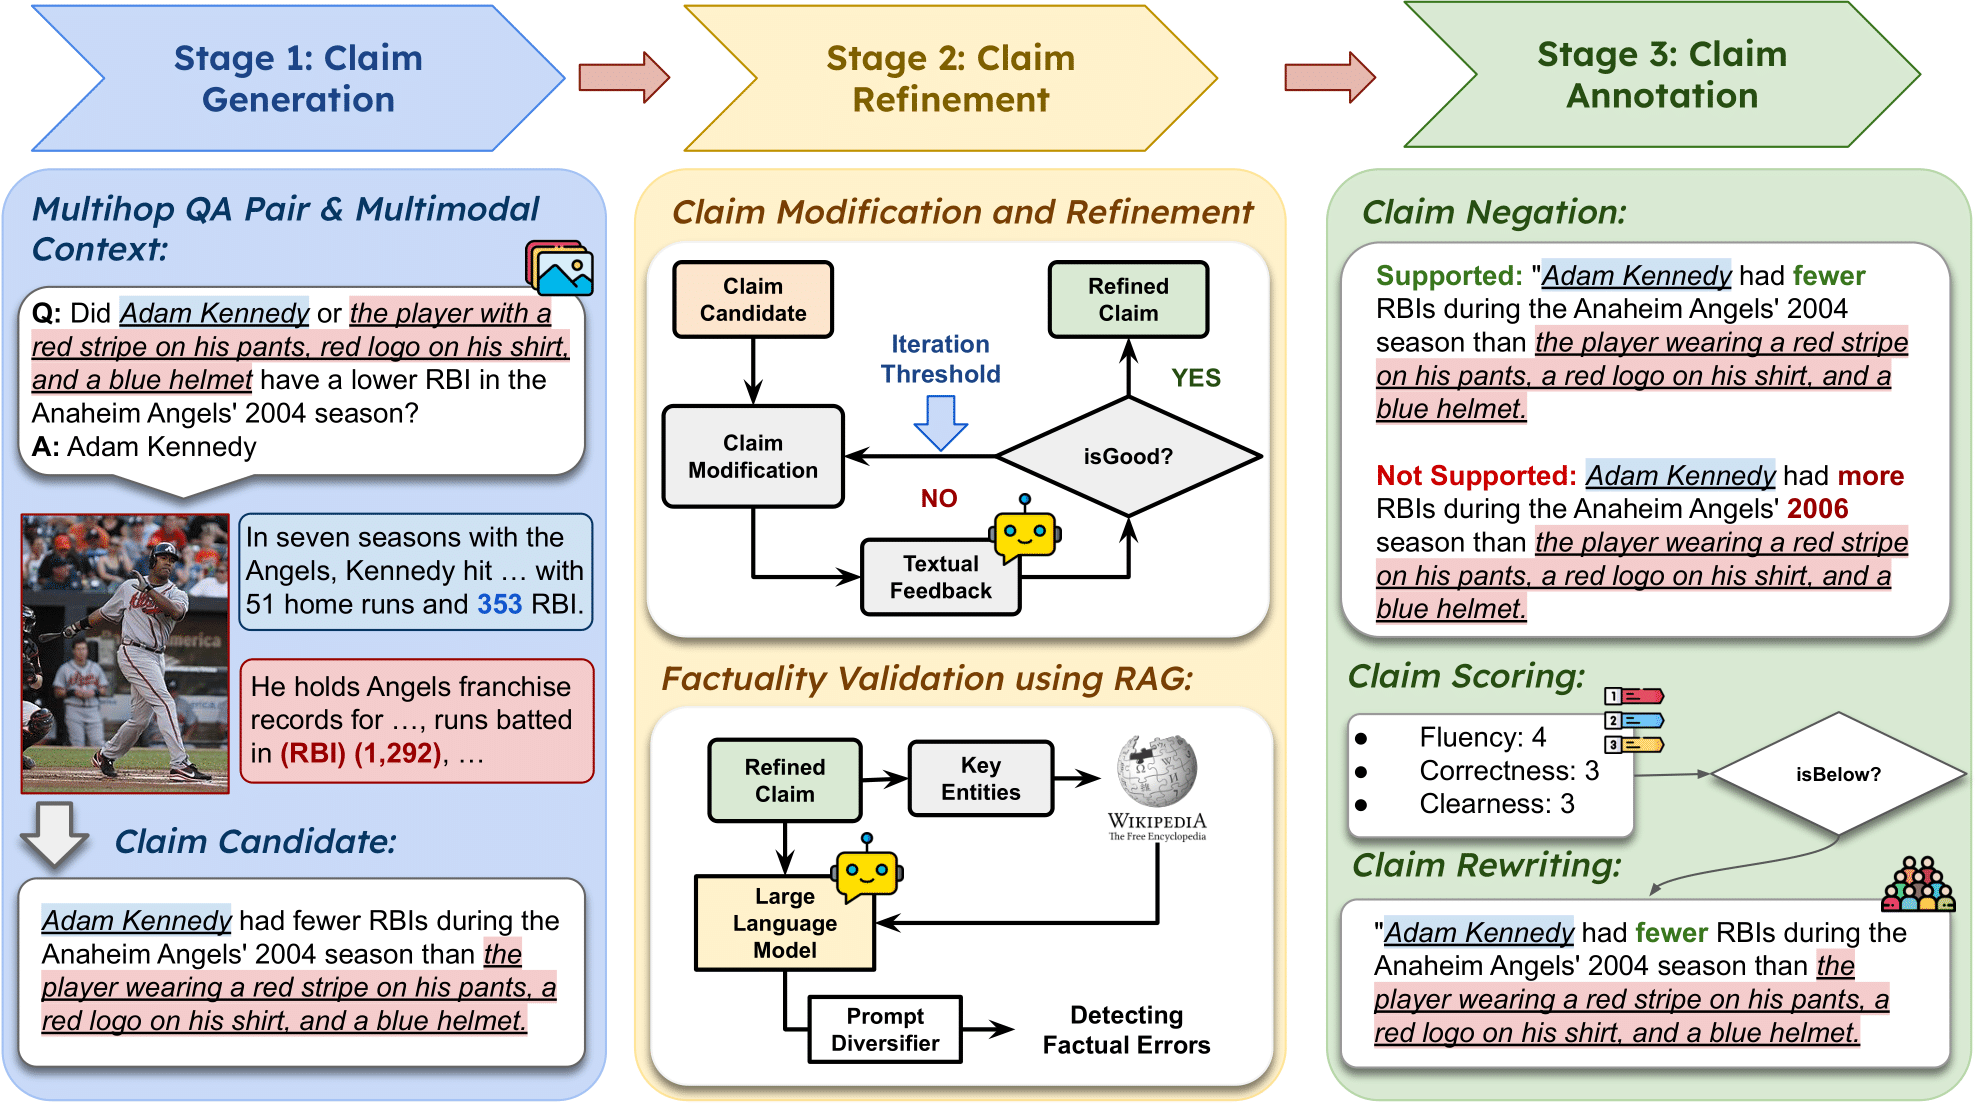 Stage 1: Claim
Generation
Stage 2: Claim
Refinement
Stage 3: Claim
Annotation
Multihop QA Pair & Multimodal
Context:
Q: Did Adam Kennedy or the player with a
red stripe on his pants, red logo on his shirt,
and a blue helmet have a lower RBI in the
Anaheim Angels' 2004 season?
A: Adam Kennedy
In seven seasons with the
Angels, Kennedy hit … with
51 home runs and 353 RBI.
He holds Angels franchise
records for …, runs batted
in (RBI) (1,292), …
Claim Candidate:
Adam Kennedy had fewer RBIs during the
Anaheim Angels' 2004 season than the
player wearing a red stripe on his pants, a
red logo on his shirt, and a blue helmet.
Claim Modification and Refinement
Claim
Candidate
Refined
Claim
Iteration
Threshold
YES
Claim
Modification
isGood?
NO
Textual
Feedback
Factuality Validation using RAG:
Refined
Claim
Key
Entities
WIKIPEDIA
The Free Encyclopedia
Large
Language
Model
Prompt
Diversifier
Detecting
Factual Errors
Claim Negation:
Supported: "Adam Kennedy had fewer
RBIs during the Anaheim Angels' 2004
season than the player wearing a red stripe
on his pants, a red logo on his shirt, and a
blue helmet.
Not Supported: Adam Kennedy had more
RBIs during the Anaheim Angels' 2006
season than the player wearing a red stripe
on his pants, a red logo on his shirt, and a
blue helmet.
Claim Scoring:
1
2
3
● Fluency: 4
● Correctness: 3
● Clearness: 3
isBelow?
Claim Rewriting:
"Adam Kennedy had fewer RBIs during the
Anaheim Angels' 2004 season than the
player wearing a red stripe on his pants, a
red logo on his shirt, and a blue helmet.